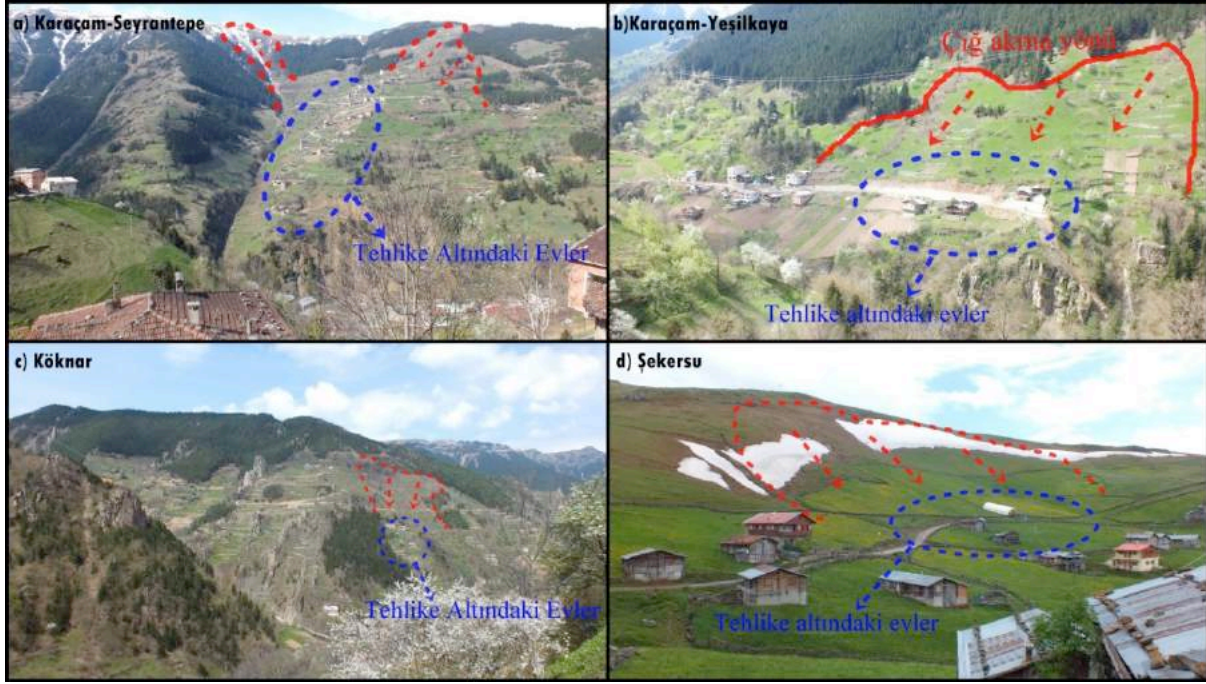 a) Karaçam-Seyrantepe
Tehlike Altındaki Evler
b)Karaçam-Yeşilkaya
Çığ akma yönü
Tehlike altındaki evler
c) Köknar
Tehlike Altındaki Evler
d) Şekersu
Tehlike altındaki evler